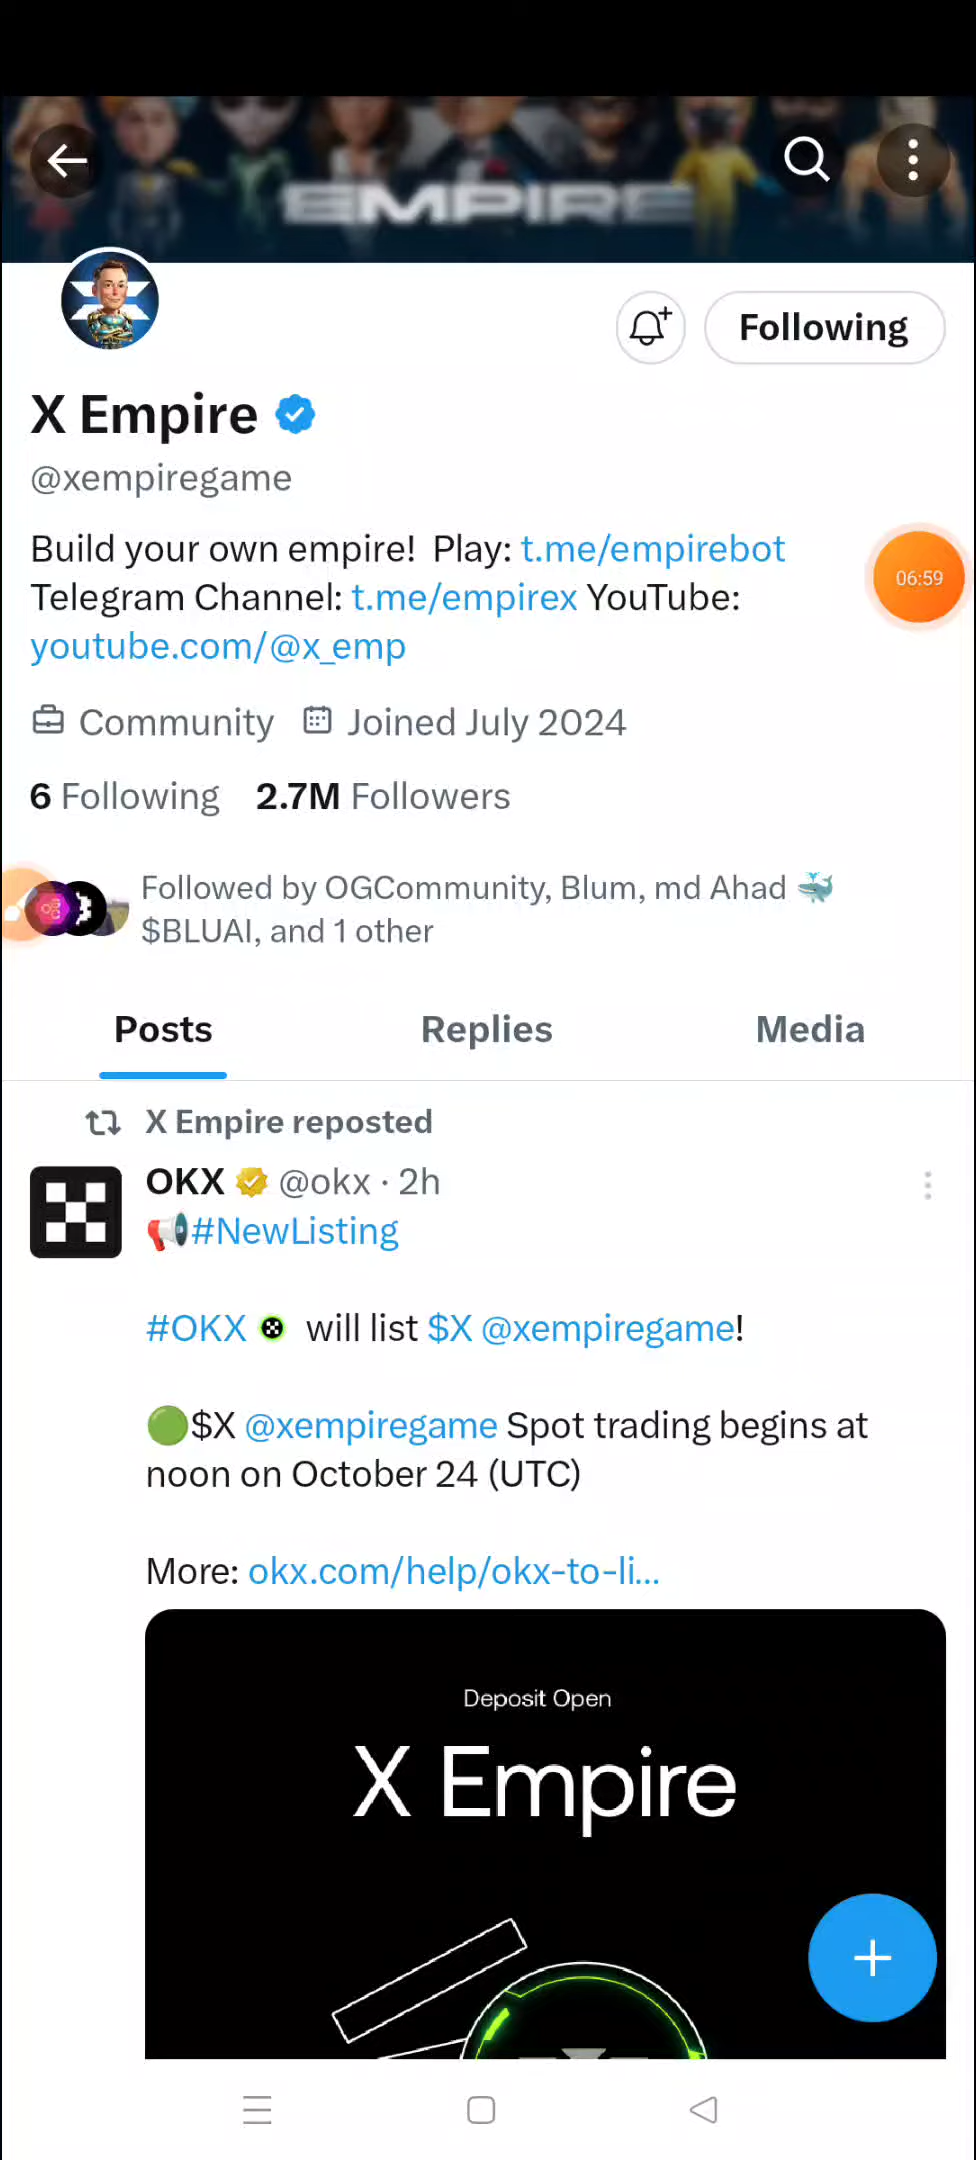 EMPIRE
Following
X Empire
@xempiregame
Build your own empire! Play: t.me/empirebot
Telegram Channel: t.me/empirex YouTube:
youtube.com/@x_emp
06:59
Community Joined July 2024
6 Following 2.7M Followers
Followed by OGCommunity, Blum, md Ahad 🐳
$BLUAI, and 1 other
Posts Replies Media
X Empire reposted
OKX @okx · 2h
📢#NewListing
#OKX will list $X @xempiregame!
🟢$X @xempiregame Spot trading begins at
noon on October 24 (UTC)
More: okx.com/help/okx-to-li...
Deposit Open
X Empire